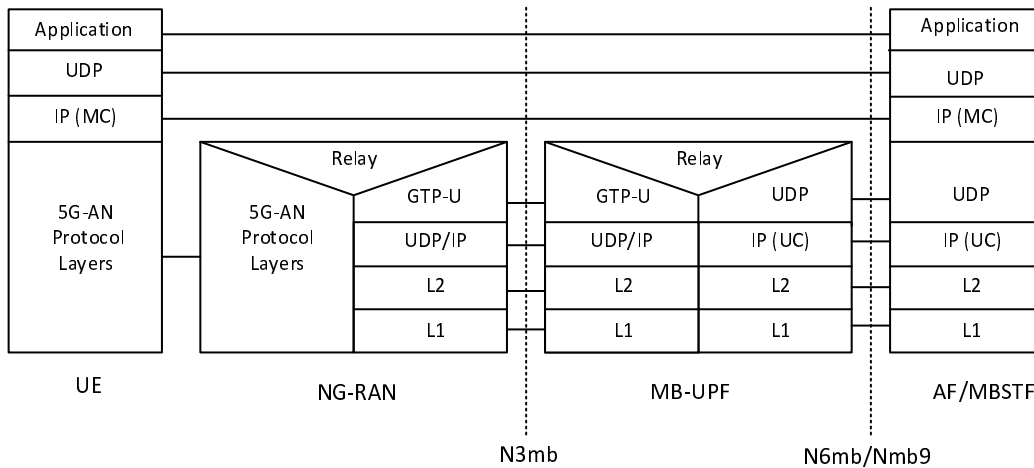 Application
UDP
IP (MC)
5G-AN
Protocol
Layers
UE
Relay
5G-AN
Protocol
Layers
GTP-U
UDP/IP
L2
L1
NG-RAN
N3mb
Relay
GTP-U
UDP/IP
L2
L1
UDP
IP (UC)
L2
L1
MB-UPF
N6mb/Nmb9
Application
UDP
IP (MC)
UDP
IP (UC)
L2
L1
AF/MBSTF